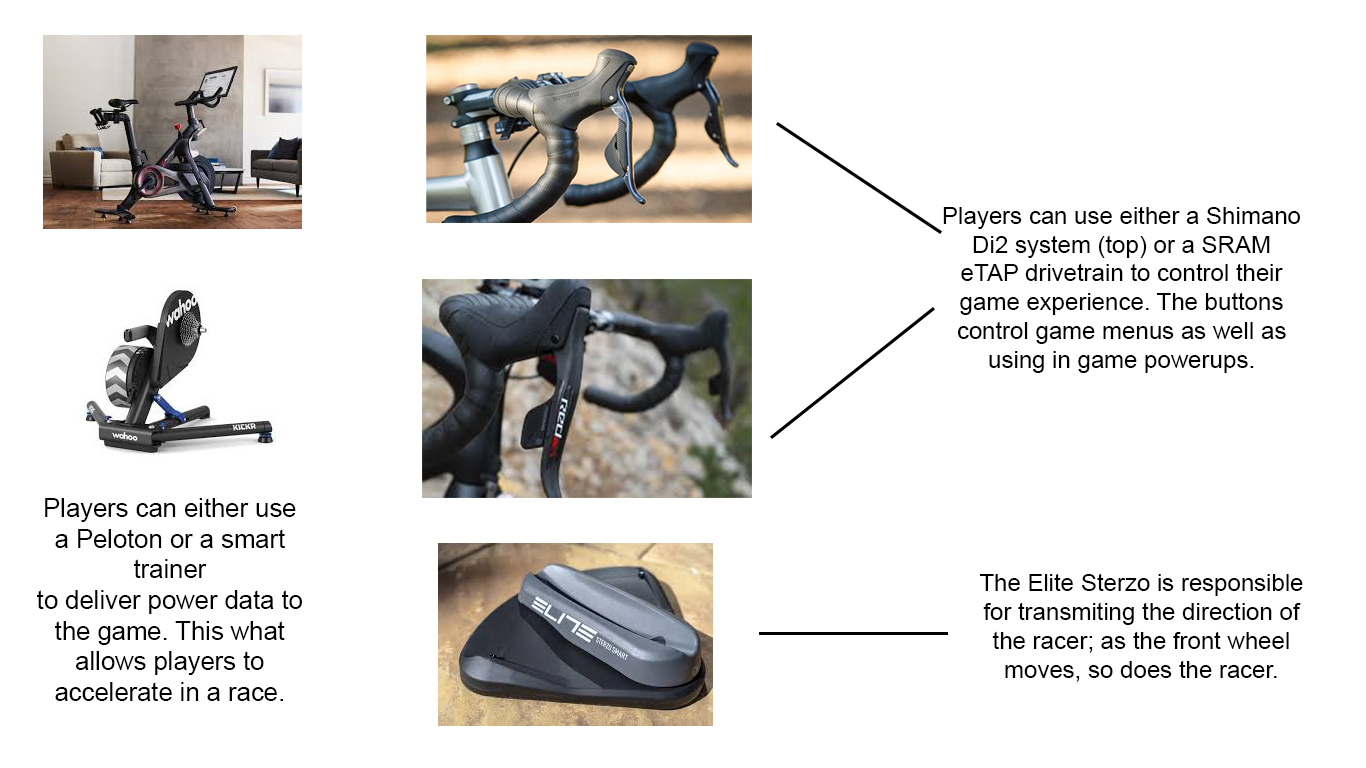 SHIMANO
Players can use either a Shimano
Di2 system (top) or a SRAM
eTAP drivetrain to control their
game experience. The buttons
control game menus as well as
using in game powerups.
wahoo
wahoo
KICKR
RED
Players can either use
a Peloton or a smart
trainer
to deliver power data to
the game. This what
allows players to
accelerate in a race.
ELITE
STERZO SMART
The Elite Sterzo is responsible
for transmiting the direction of
the racer; as the front wheel
moves, so does the racer.